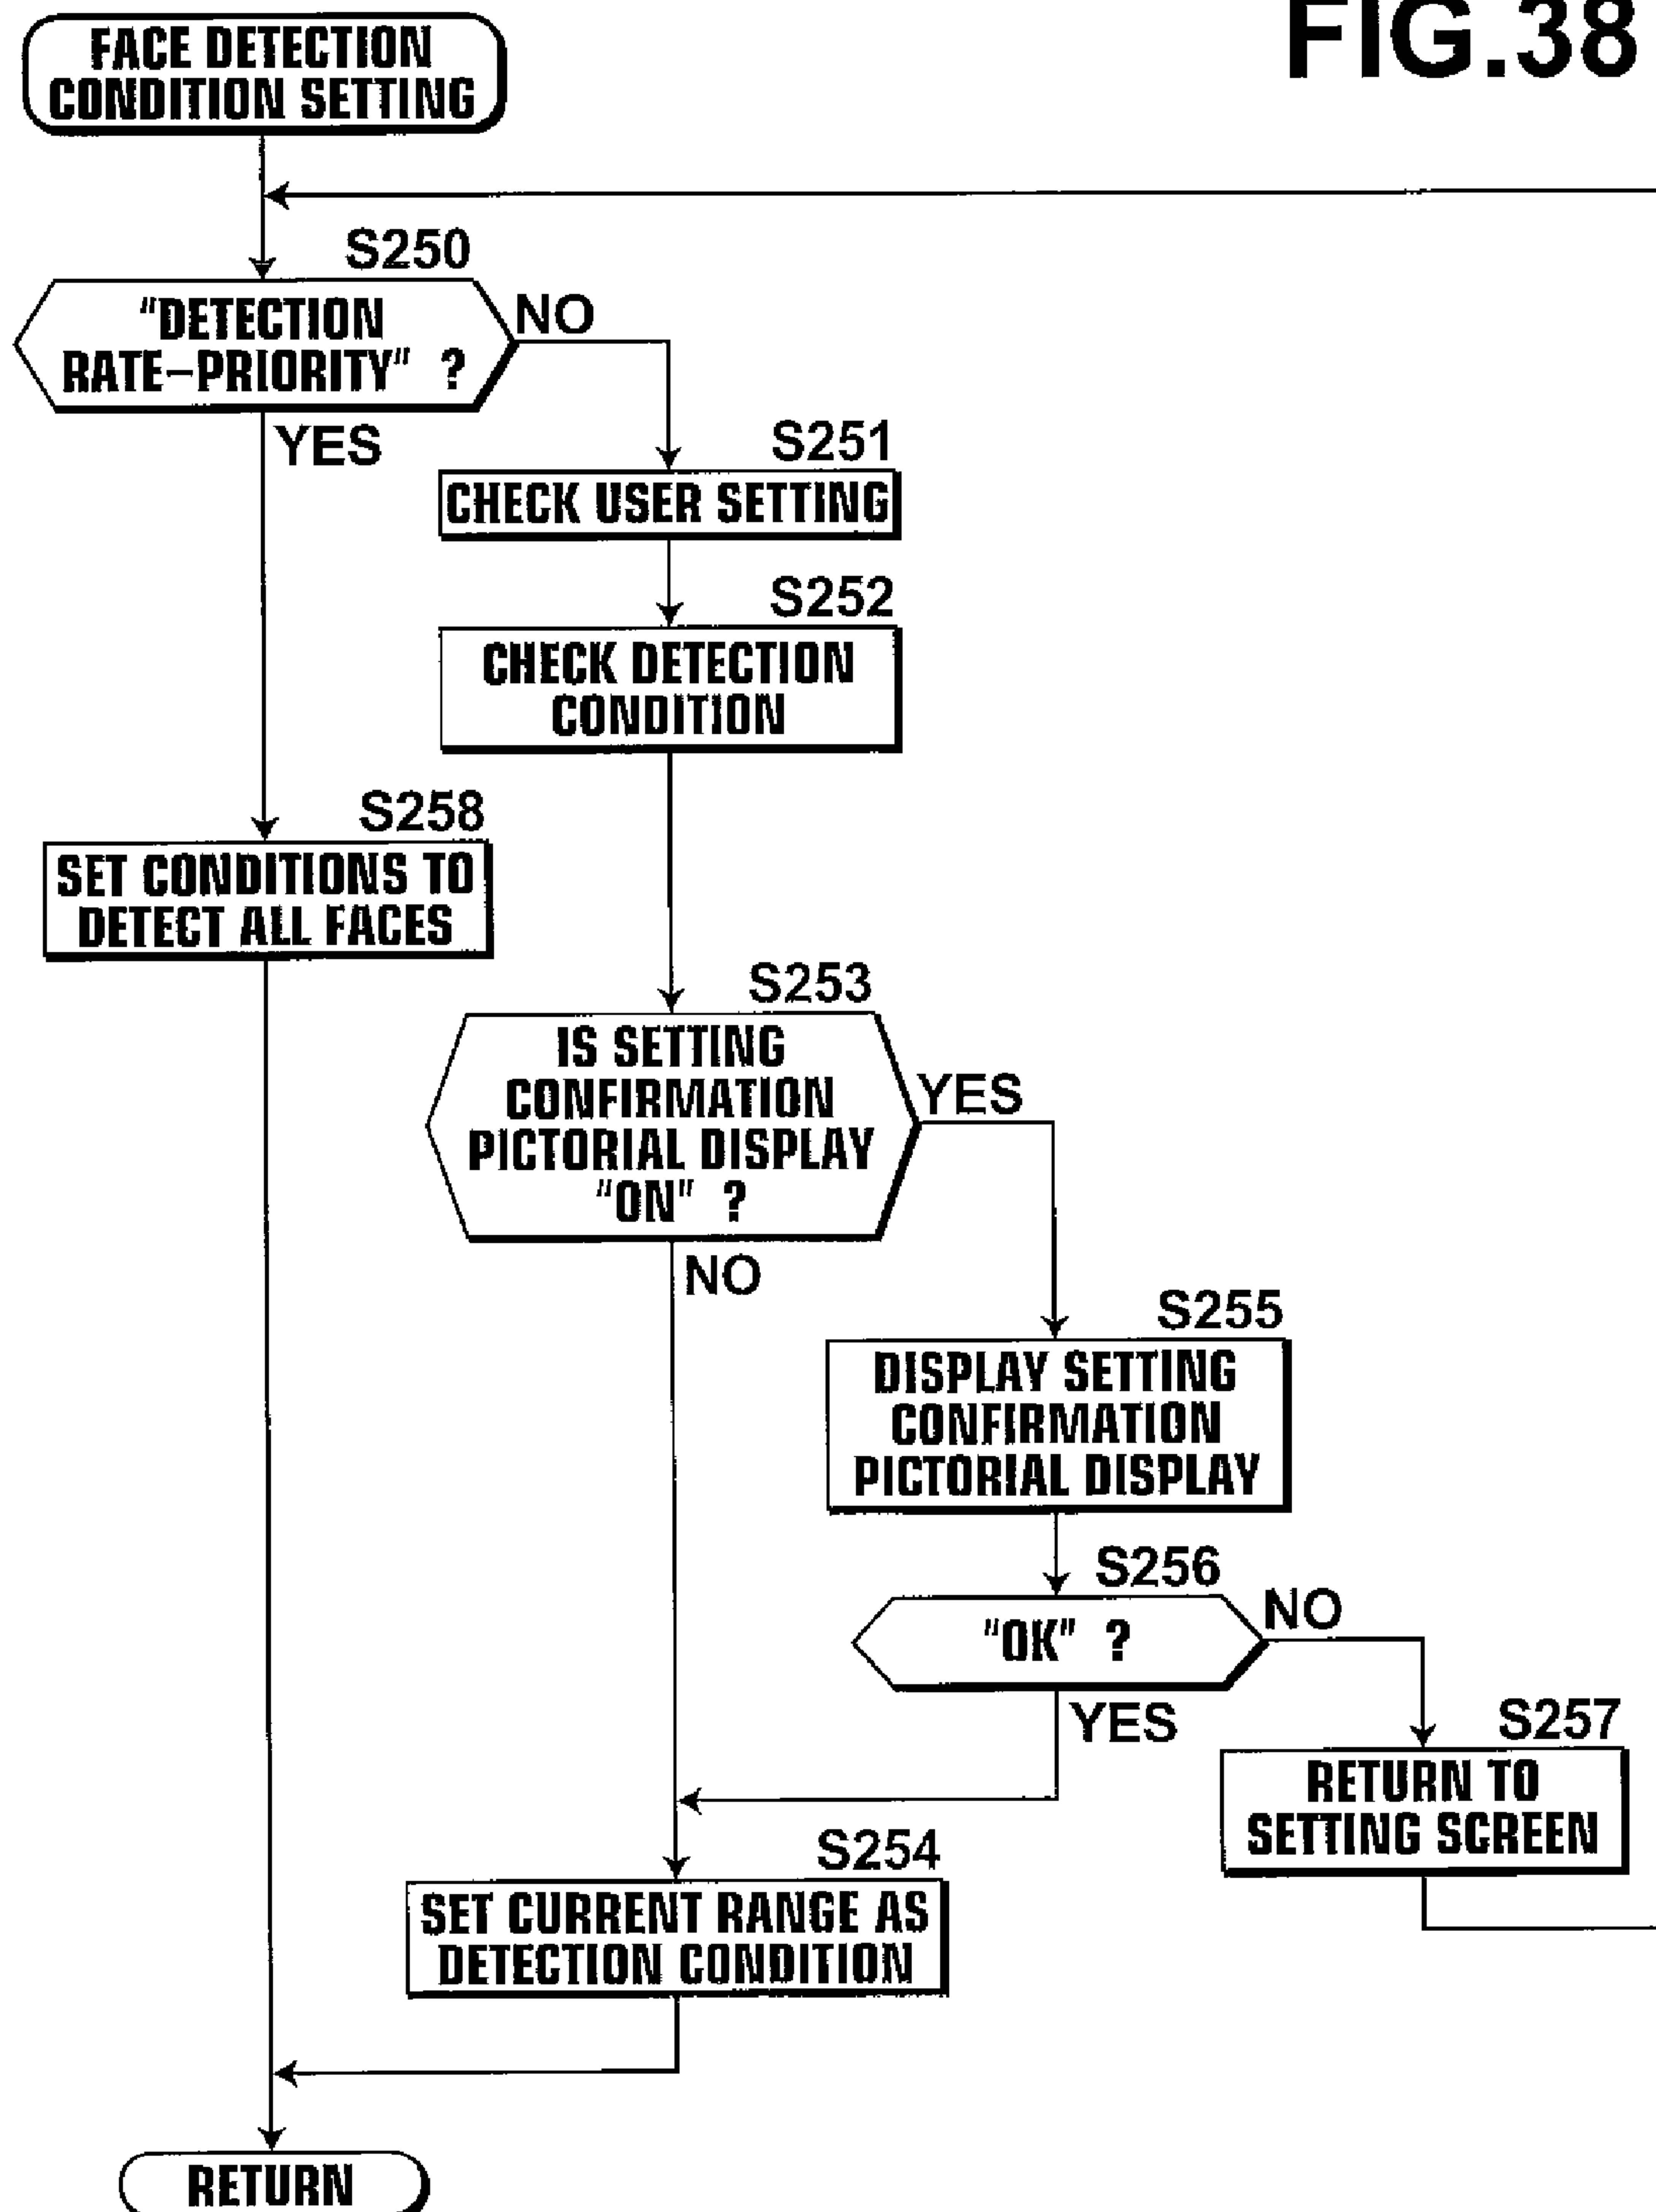 FIG.38
FACE DETECTION
CONDITION SETTING
S250
"DETECTION
RATE-PRIORITY" ?
NO
YES
S251
CHECK USER SETTING
S252
CHECK DETECTION
CONDITION
S258
SET CONDITIONS TO
DETECT ALL FACES
S253
IS SETTING
CONFIRMATION
PICTORIAL DISPLAY
"ON" ?
YES
NO
S255
DISPLAY SETTING
CONFIRMATION
PICTORIAL DISPLAY
S256
"OK" ?
NO
YES
S257
RETURN TO
SETTING SCREEN
S254
SET CURRENT RANGE AS
DETECTION CONDITION
RETURN